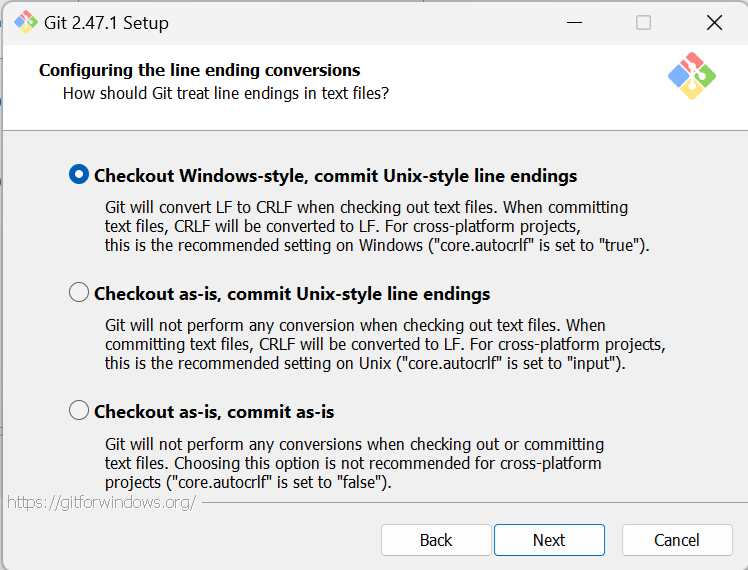 Git 2.47.1 Setup
Configuring the line ending conversions
How should Git treat line endings in text files?
Checkout Windows-style, commit Unix-style line endings
Git will convert LF to CRLF when checking out text files. When committing
text files, CRLF will be converted to LF. For cross-platform projects,
this is the recommended setting on Windows ("core.autocrlf" is set to "true").
Checkout as-is, commit Unix-style line endings
Git will not perform any conversion when checking out text files. When
committing text files, CRLF will be converted to LF. For cross-platform projects,
this is the recommended setting on Unix ("core.autocrlf" is set to "input").
Checkout as-is, commit as-is
Git will not perform any conversions when checking out or committing
text files. Choosing this option is not recommended for cross-platform
projects ("core.autocrlf" is set to "false").
https://gitforwindows.org/
Back Next Cancel